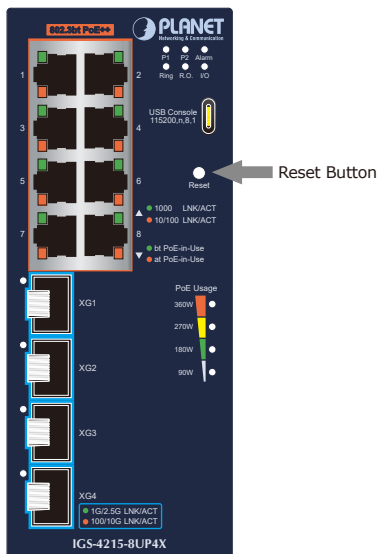 802.3bt PoE++
PLANET
Networking & Communication
P1 P2 Alarm
Ring R.O. I/O
1 2
USB Console
115200,n,8,1
3 4
5 6
Reset
Reset Button
1000 LNK/ACT
10/100 LNK/ACT
7 8
bt PoE-in-Use
at PoE-in-Use
PoE Usage
360W
270W
180W
90W
XG1
XG2
XG3
XG4
1G/2.5G LNK/ACT
100/10G LNK/ACT
IGS-4215-8UP4X